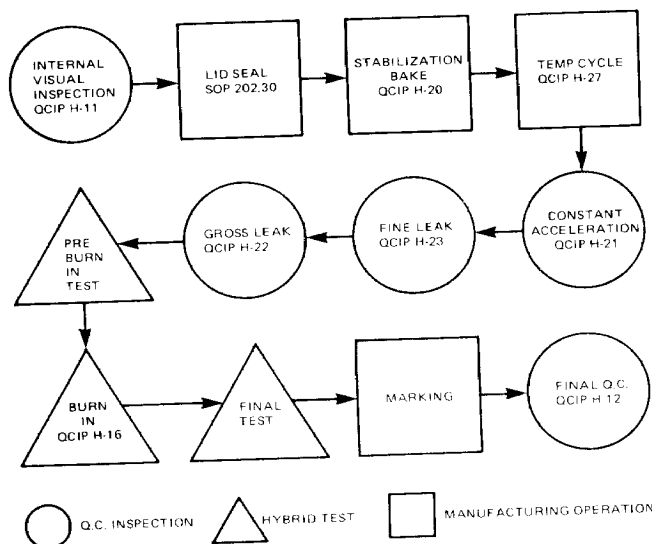 INTERNAL
VISUAL
INSPECTION
QCIP H-11
LID SEAL
SOP 202.30
STABILIZATION
BAKE
QCIP H-20
TEMP CYCLE
QCIP H-27
CONSTANT
ACCELERATION
QCIP H-21
FINE LEAK
QCIP H-23
GROSS LEAK
QCIP H-22
PRE
BURN
IN
TEST
BURN
IN
QCIP H-16
FINAL
TEST
MARKING
FINAL Q.C.
QCIP H 12
Q.C. INSPECTION
HYBRID TEST
MANUFACTURING OPERATION